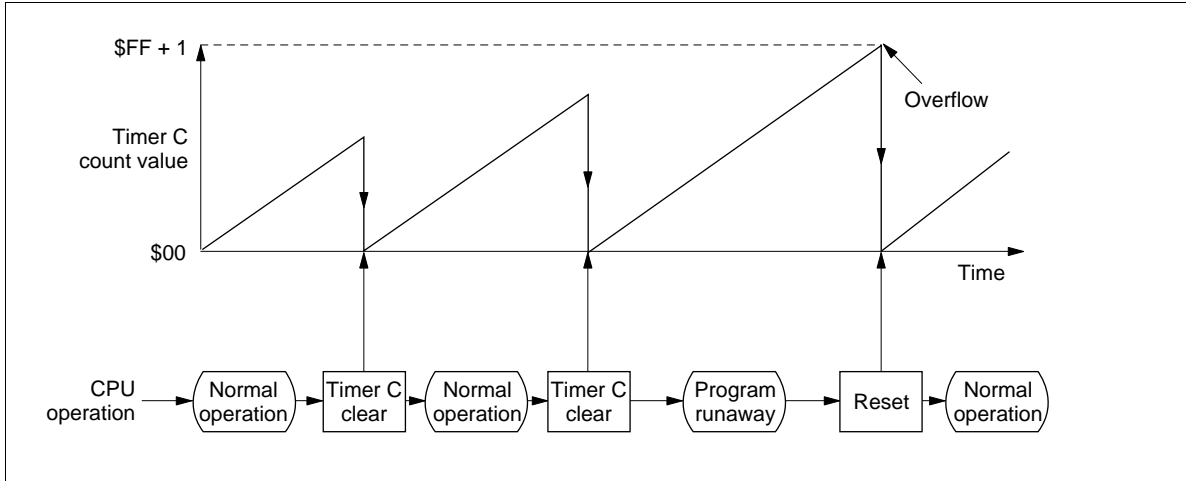 $FF + 1
Overflow
Timer C
count value
$00
Time
CPU
operation
Normal
operation
Timer C
clear
Normal
operation
Timer C
clear
Program
runaway
Reset
Normal
operation